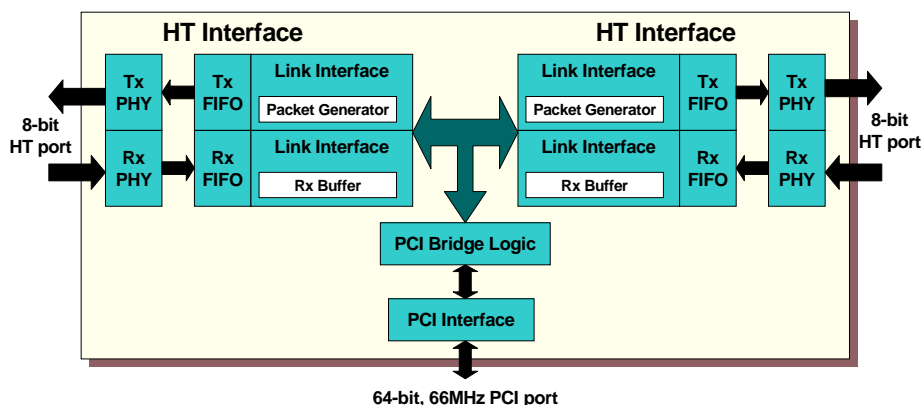 HT Interface
HT Interface
Tx
PHY
Tx
FIFO
Link Interface
Packet Generator
Rx
PHY
Rx
FIFO
Link Interface
Rx Buffer
8-bit
HT port
Link Interface
Packet Generator
Tx
FIFO
Tx
PHY
Link Interface
Rx Buffer
Rx
FIFO
Rx
PHY
8-bit
HT port
PCI Bridge Logic
PCI Interface
64-bit, 66MHz PCI port